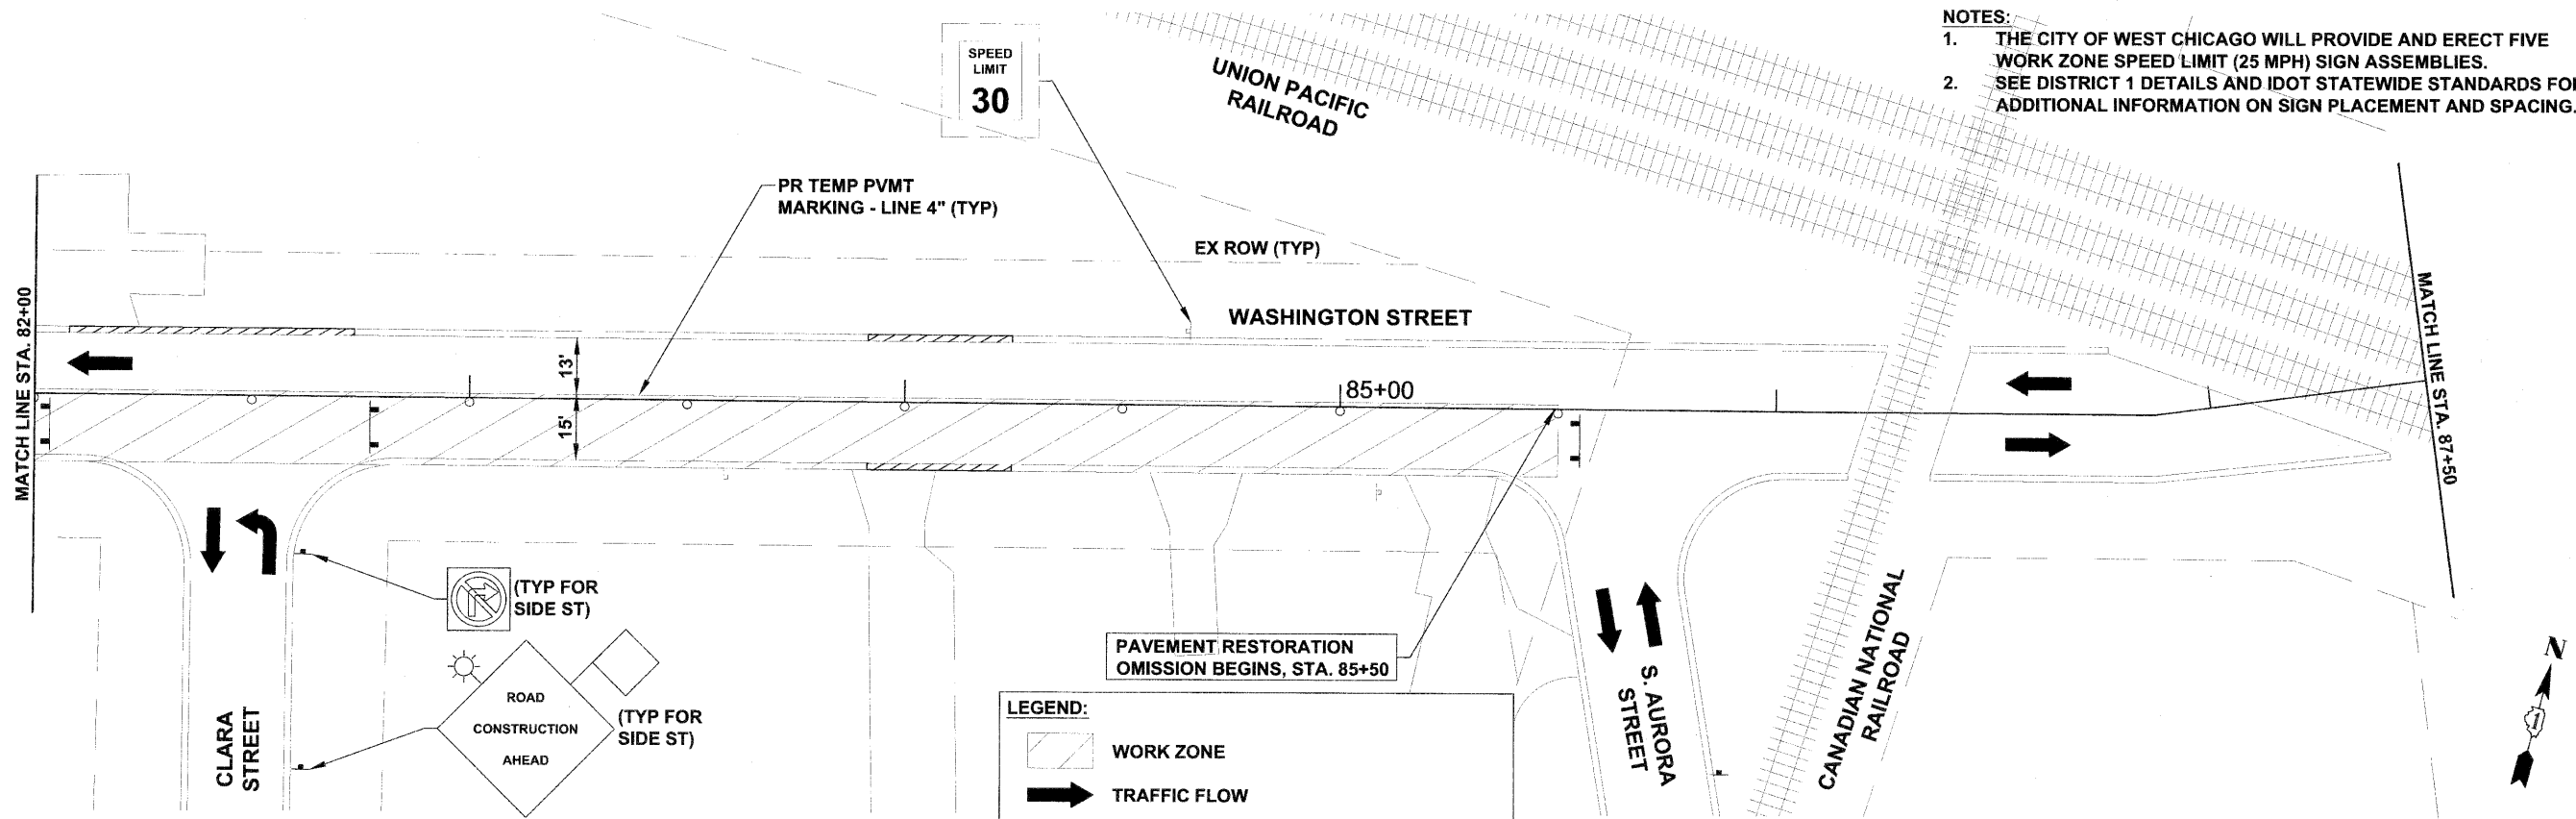 NOTES:
1. THE CITY OF WEST CHICAGO WILL PROVIDE AND ERECT FIVE
WORK ZONE SPEED LIMIT (25 MPH) SIGN ASSEMBLIES.
2. SEE DISTRICT 1 DETAILS AND IDOT STATEWIDE STANDARDS FOR
ADDITIONAL INFORMATION ON SIGN PLACEMENT AND SPACING.
SPEED
LIMIT
30
UNION PACIFIC
RAILROAD
PR TEMP PVMT
MARKING - LINE 4" (TYP)
EX ROW (TYP)
WASHINGTON STREET
MATCH LINE STA. 82+00
MATCH LINE STA. 87+50
13'
15'
85+00
(TYP FOR
SIDE ST)
ROAD
CONSTRUCTION
AHEAD
(TYP FOR
SIDE ST)
CLARA
STREET
PAVEMENT RESTORATION
OMISSION BEGINS, STA. 85+50
S. AURORA
STREET
CANADIAN NATIONAL
RAILROAD
LEGEND:
WORK ZONE
TRAFFIC FLOW
N
1